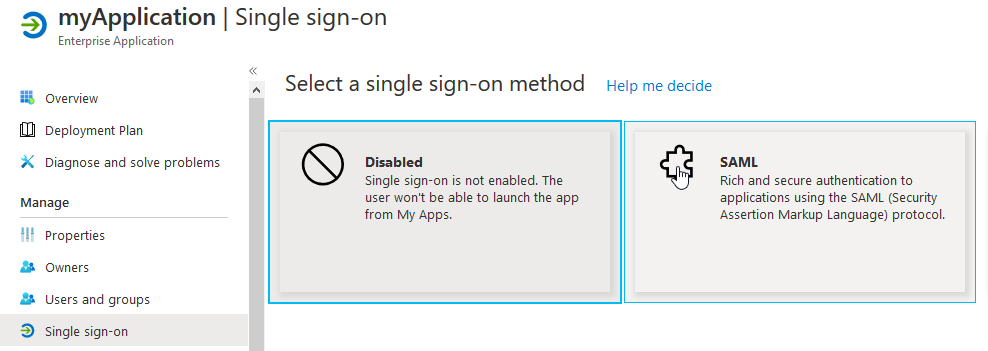 myApplication | Single sign-on
Enterprise Application
«
Overview
Deployment Plan
Diagnose and solve problems
Manage
Properties
Owners
Users and groups
Single sign-on
Select a single sign-on method Help me decide
Disabled
Single sign-on is not enabled. The
user won't be able to launch the app
from My Apps.
SAML
Rich and secure authentication to
applications using the SAML (Security
Assertion Markup Language) protocol.